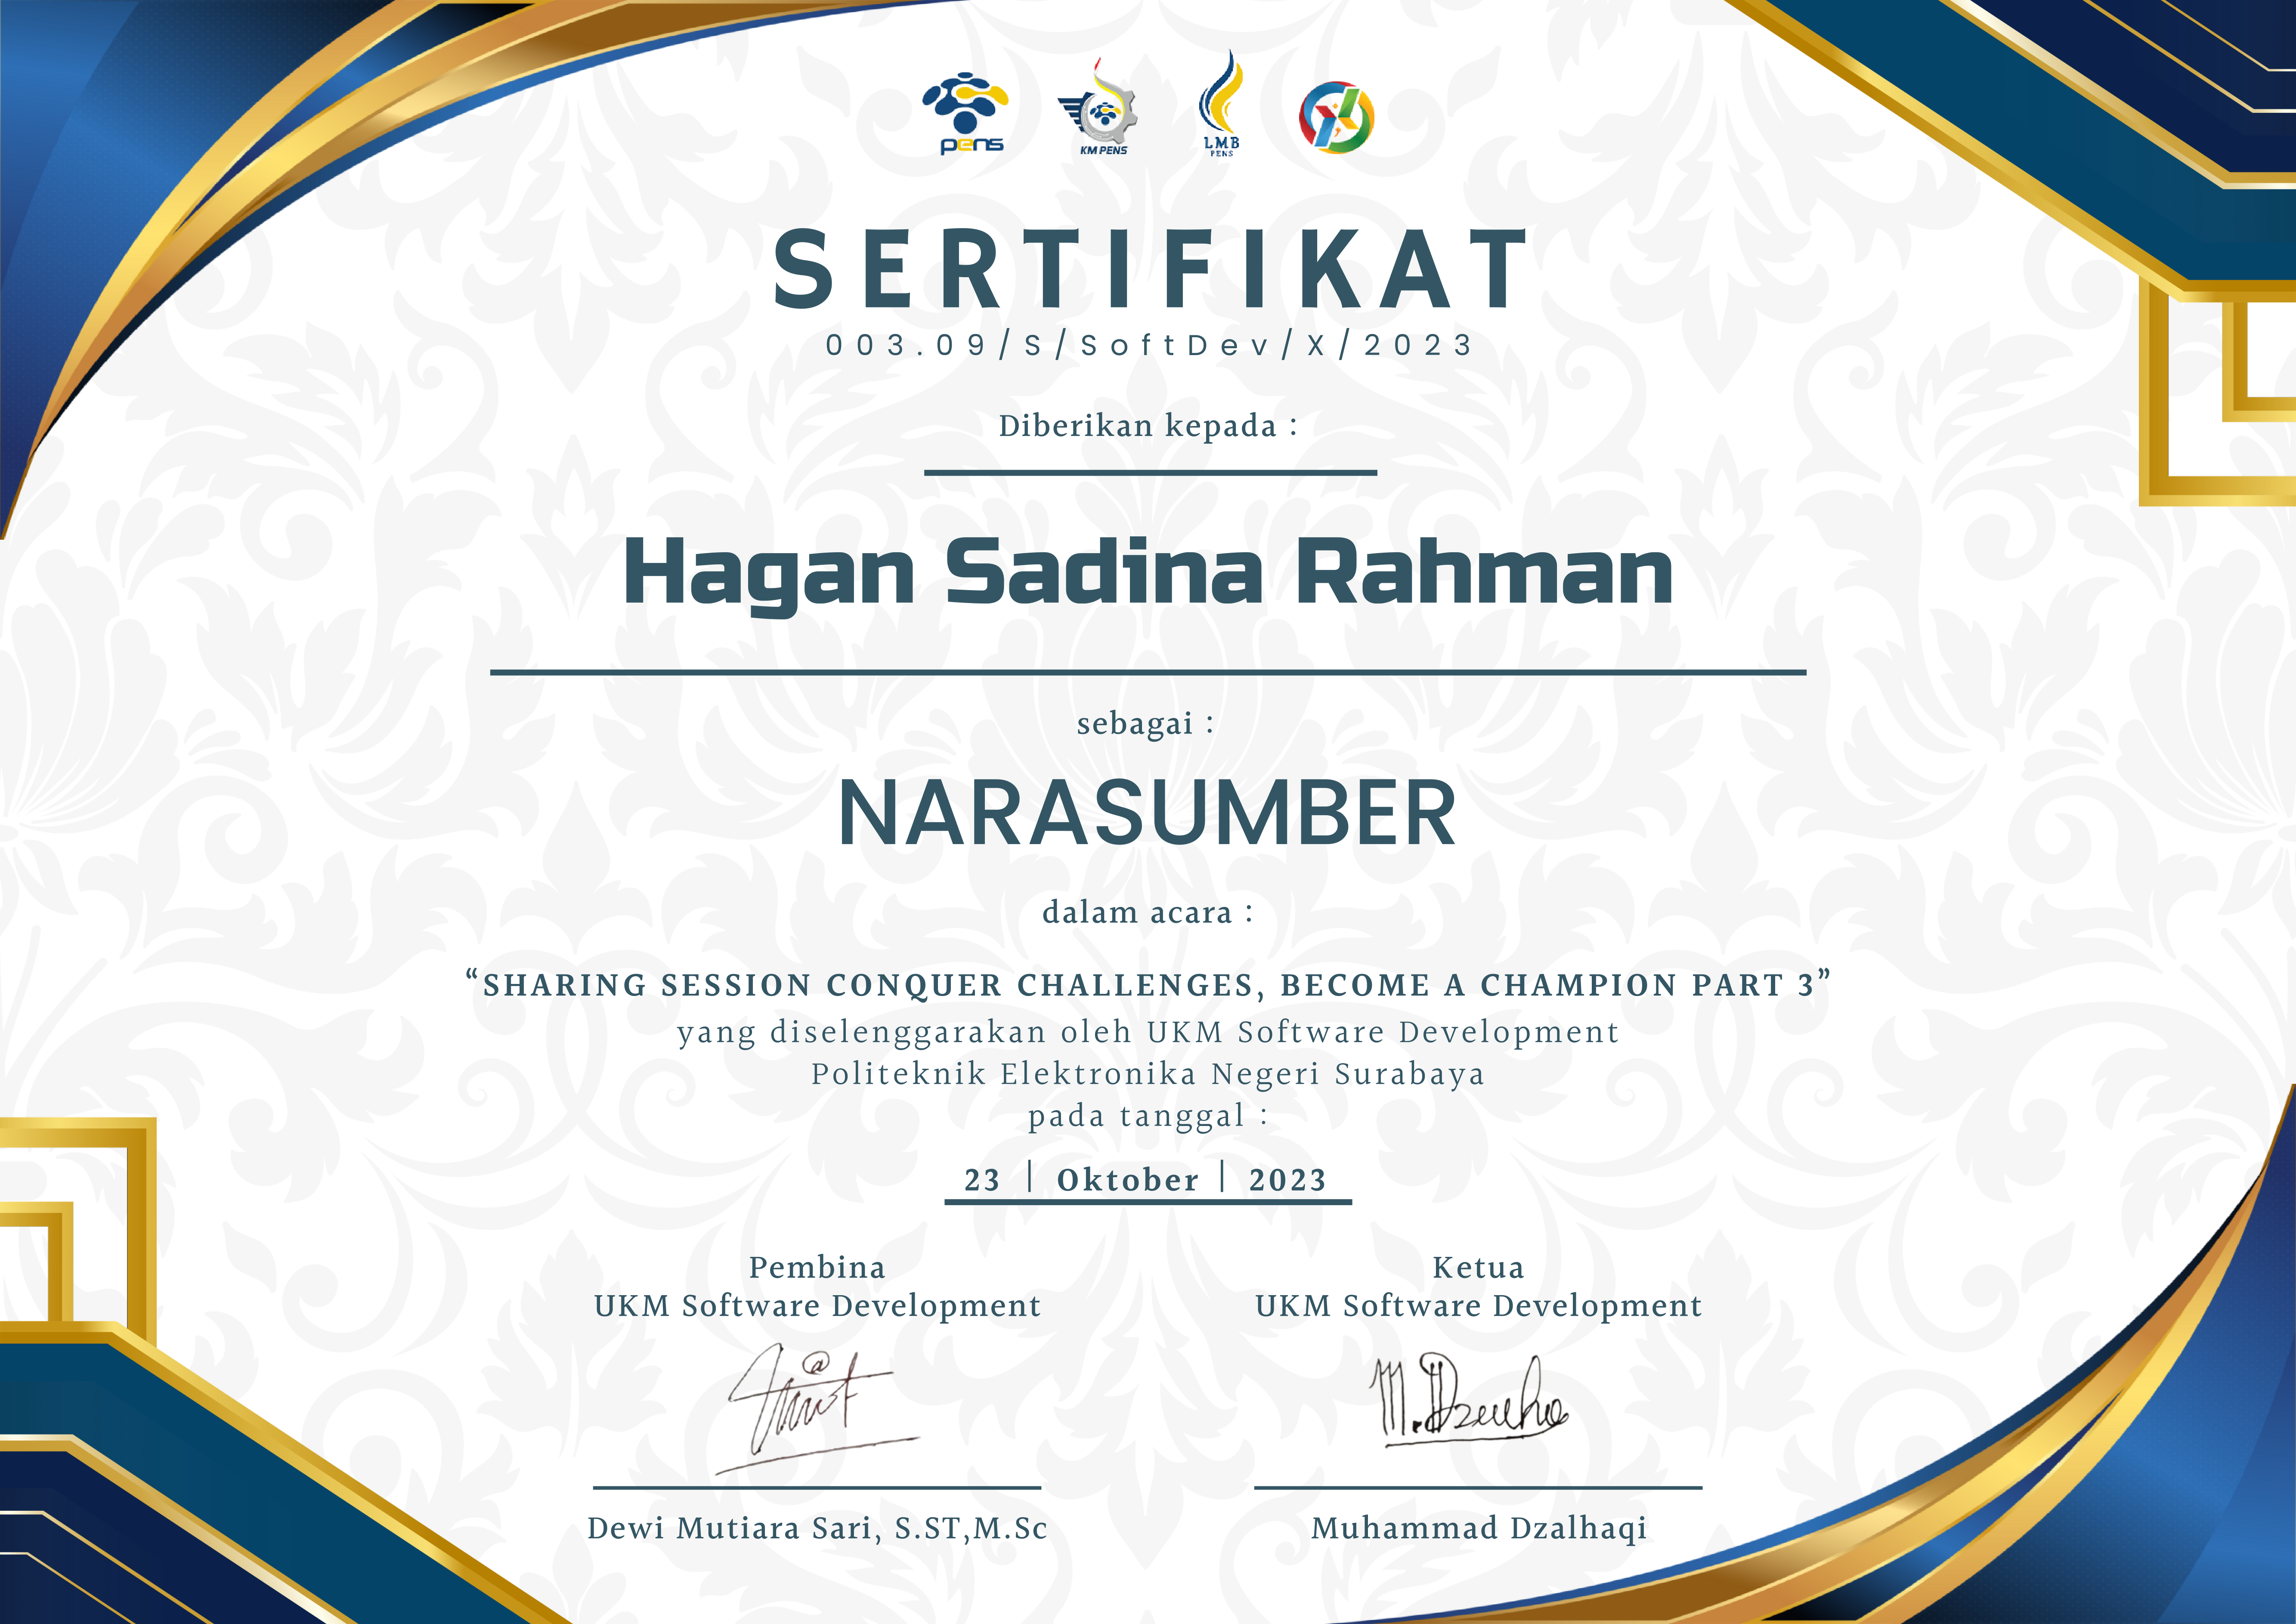 pens
KM PENS
LMB
PENS
SERTIFIKAT
003.09/S/SoftDev/X/2023
Diberikan kepada :
Hagan Sadina Rahman
sebagai :
NARASUMBER
dalam acara :
“SHARING SESSION CONQUER CHALLENGES, BECOME A CHAMPION PART 3”
yang diselenggarakan oleh UKM Software Development
Politeknik Elektronika Negeri Surabaya
pada tanggal :
23 | Oktober | 2023
Pembina
UKM Software Development
Ketua
UKM Software Development
Dewi Mutiara Sari, S.ST,M.Sc
Muhammad Dzalhaqi